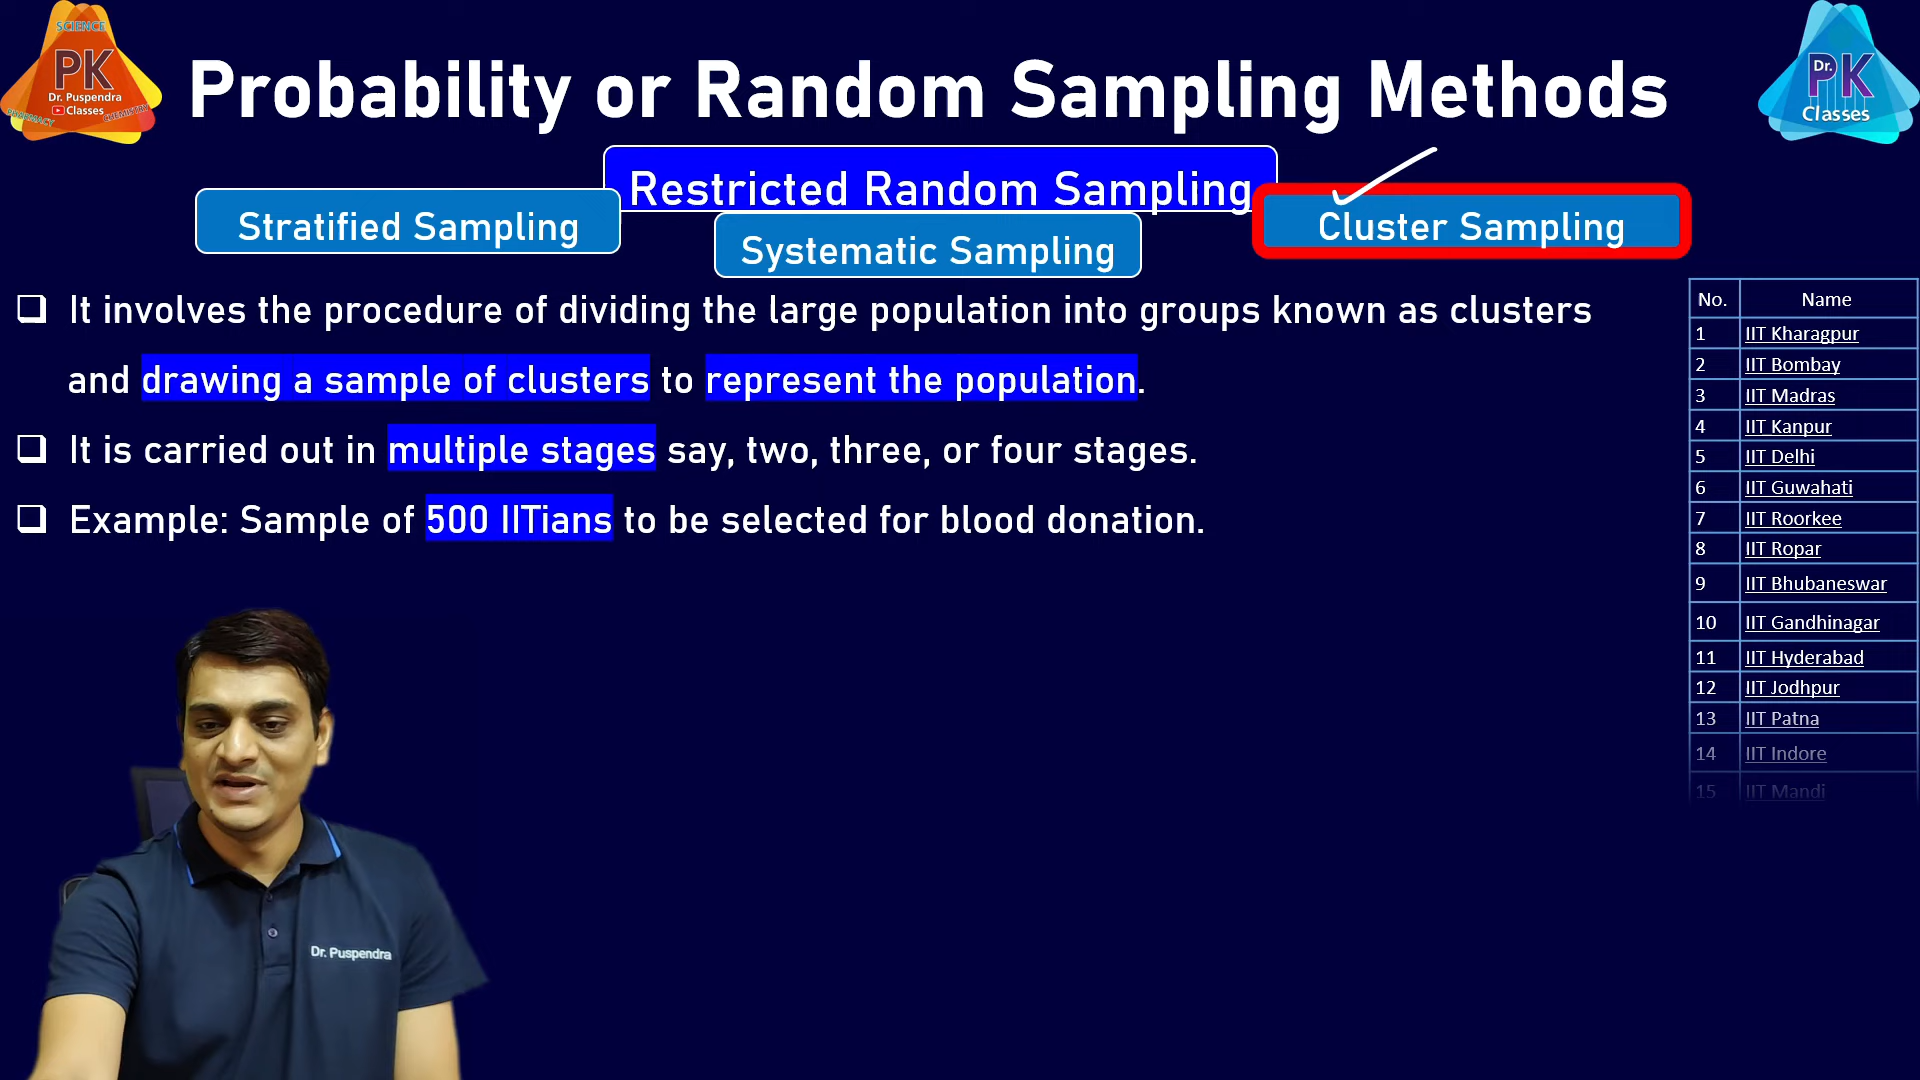 SCIENCE
PK
Dr. Puspendra
Classes
PHARMACY
CHEMISTRY
Probability or Random Sampling Methods
Dr.
PK
Classes
Restricted Random Sampling
Stratified Sampling
Systematic Sampling
Cluster Sampling
It involves the procedure of dividing the large population into groups known as clusters
and drawing a sample of clusters to represent the population.
It is carried out in multiple stages say, two, three, or four stages.
Example: Sample of 500 IITians to be selected for blood donation.
No. Name
1 IIT Kharagpur
2 IIT Bombay
3 IIT Madras
4 IIT Kanpur
5 IIT Delhi
6 IIT Guwahati
7 IIT Roorkee
8 IIT Ropar
9 IIT Bhubaneswar
10 IIT Gandhinagar
11 IIT Hyderabad
12 IIT Jodhpur
13 IIT Patna
14 IIT Indore
15 IIT Mandi
Dr. Puspendra